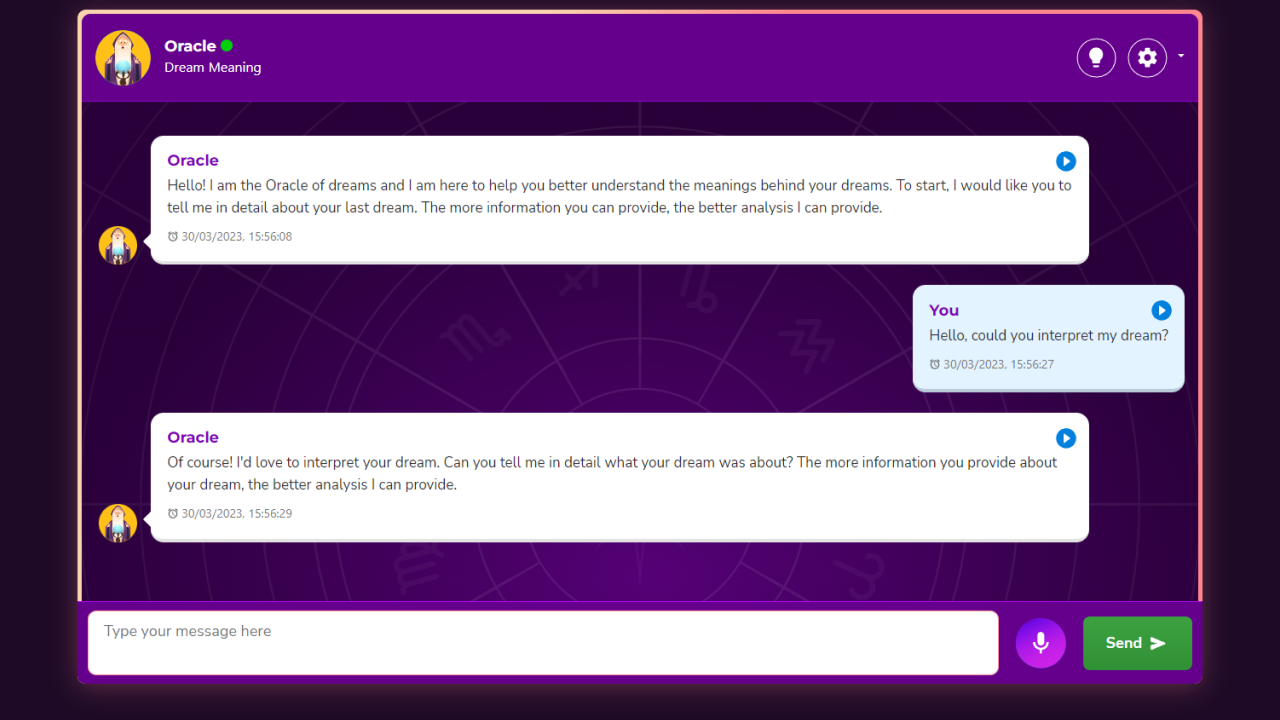 Oracle
Dream Meaning
Oracle
Hello! I am the Oracle of dreams and I am here to help you better understand the meanings behind your dreams. To start, I would like you to
tell me in detail about your last dream. The more information you can provide, the better analysis I can provide.
30/03/2023, 15:56:08
You
Hello, could you interpret my dream?
30/03/2023, 15:56:27
Oracle
Of course! I'd love to interpret your dream. Can you tell me in detail what your dream was about? The more information you provide about
your dream, the better analysis I can provide.
30/03/2023, 15:56:29
Type your message here
Send